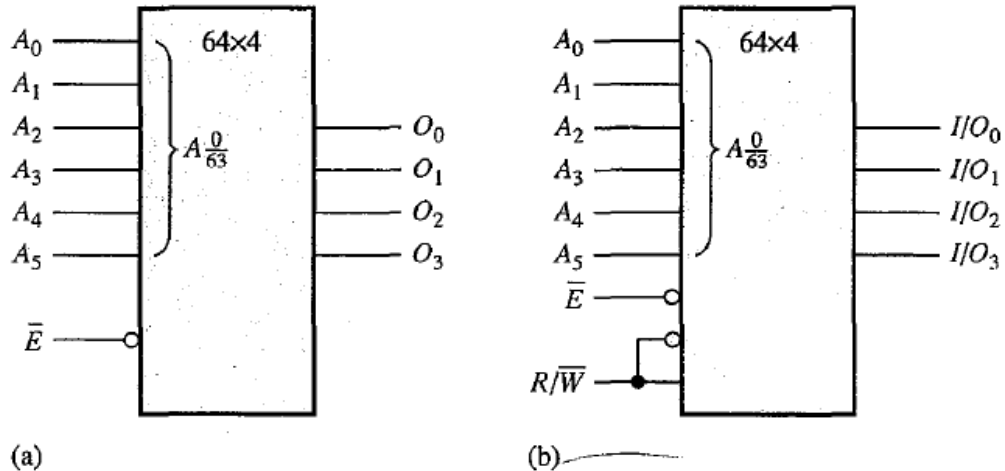 A₀
A₁
A₂
A₃
A₄
A₅
E̅
64×4
A 0/63
O₀
O₁
O₂
O₃
(a)
A₀
A₁
A₂
A₃
A₄
A₅
E̅
R/W̅
64×4
A 0/63
I/O₀
I/O₁
I/O₂
I/O₃
(b)